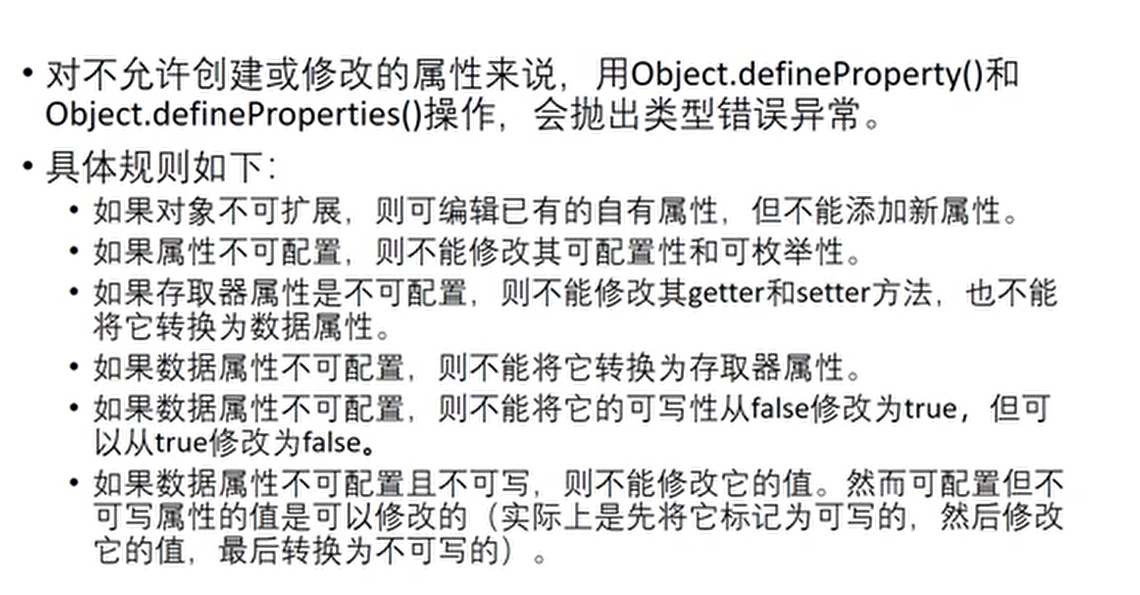 • 对不允许创建或修改的属性来说，用Object.defineProperty()和
Object.defineProperties()操作，会抛出类型错误异常。
• 具体规则如下：
• 如果对象不可扩展，则可编辑已有的自有属性，但不能添加新属性。
• 如果属性不可配置，则不能修改其可配置性和可枚举性。
• 如果存取器属性是不可配置，则不能修改其getter和setter方法，也不能
将它转换为数据属性。
• 如果数据属性不可配置，则不能将它转换为存取器属性。
• 如果数据属性不可配置，则不能将它的可写性从false修改为true，但可
以从true修改为false。
• 如果数据属性不可配置且不可写，则不能修改它的值。然而可配置但不
可写属性的值是可以修改的（实际上是先将它标记为可写的，然后修改
它的值，最后转换为不可写的）。